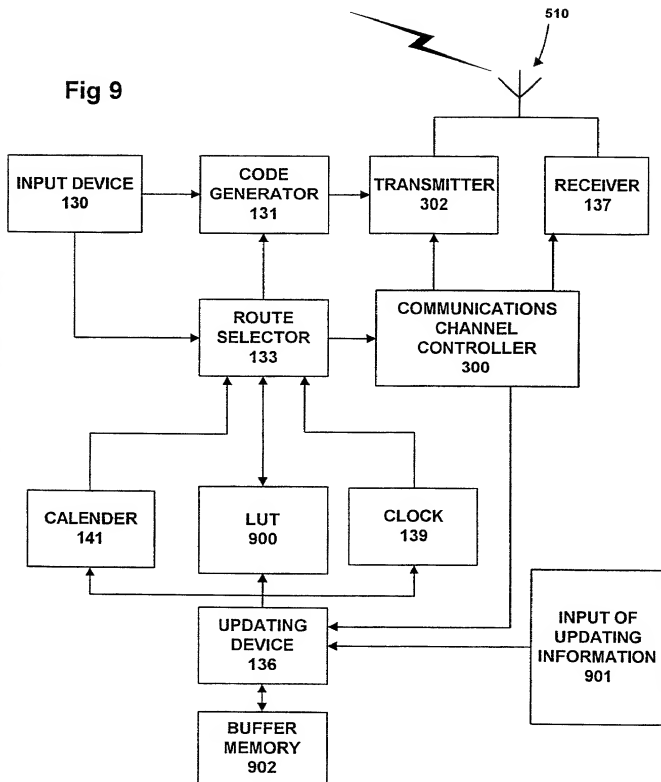 510
Fig 9
INPUT DEVICE
130
CODE
GENERATOR
131
TRANSMITTER
302
RECEIVER
137
ROUTE
SELECTOR
133
COMMUNICATIONS
CHANNEL
CONTROLLER
300
CALENDER
141
LUT
900
CLOCK
139
UPDATING
DEVICE
136
INPUT OF
UPDATING
INFORMATION
901
BUFFER
MEMORY
902